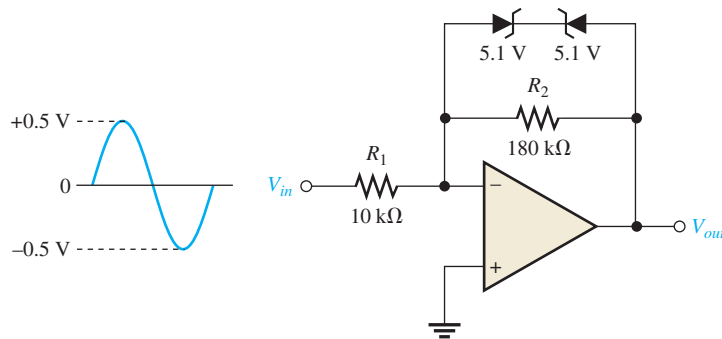 5.1 V 5.1 V
R2
180 kΩ
+0.5 V
0
−0.5 V
Vin
R1
10 kΩ
−
+
Vout